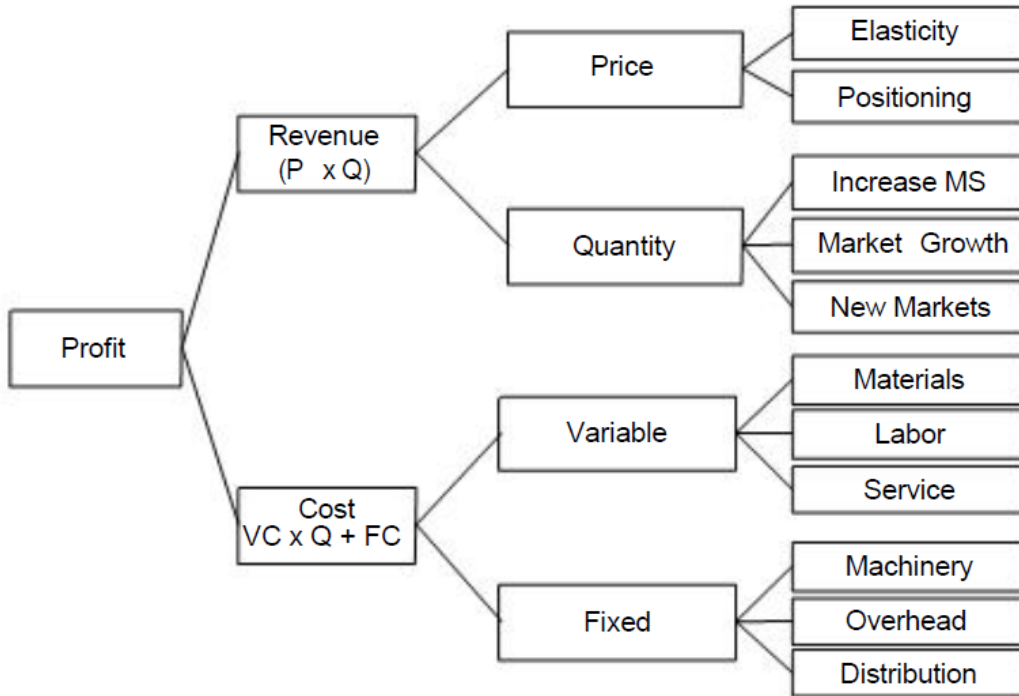 Profit
Revenue
(P x Q)
Cost
VC x Q + FC
Price
Quantity
Variable
Fixed
Elasticity
Positioning
Increase MS
Market Growth
New Markets
Materials
Labor
Service
Machinery
Overhead
Distribution